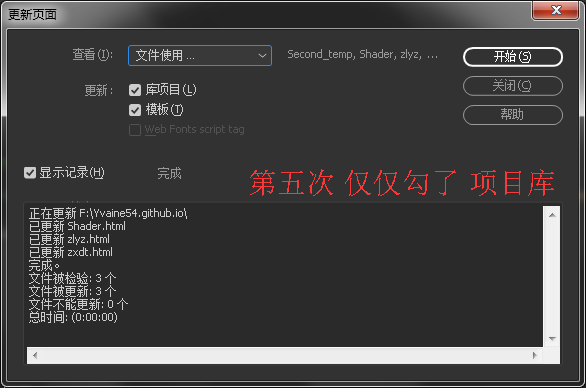 更新页面
查看(I):
文件使用 ...
Second_temp, Shader, zlyz, ...
开始(S)
更新:
库项目(L)
关闭(C)
模板(T)
帮助
Web Fonts script tag
显示记录(H)
完成
第五次 仅仅勾了 项目库
正在更新 F:\Yvaine54.github.io\
已更新 Shader.html
已更新 zlyz.html
已更新 zxdt.html
完成。
文件被检验: 3 个
文件被更新: 3 个
文件不能更新: 0 个
总时间: (0:00:00)